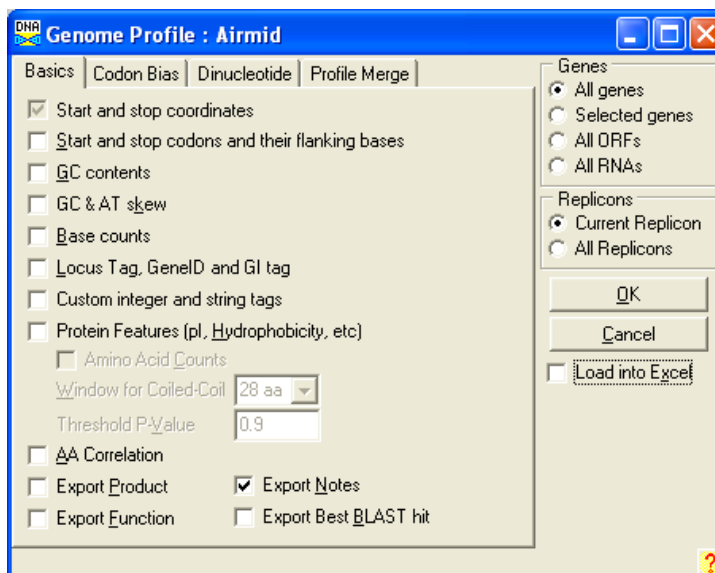 DNA
Genome Profile : Airmid
Basics Codon Bias Dinucleotide Profile Merge
Start and stop coordinates
Start and stop codons and their flanking bases
GC contents
GC & AT skew
Base counts
Locus Tag, GeneID and GI tag
Custom integer and string tags
Protein Features (pI, Hydrophobicity, etc)
Amino Acid Counts
Window for Coiled-Coil 28 aa
Threshold P-Value 0.9
AA Correlation
Export Product Export Notes
Export Function Export Best BLAST hit
Genes
All genes
Selected genes
All ORFs
All RNAs
Replicons
Current Replicon
All Replicons
OK
Cancel
Load into Excel
?